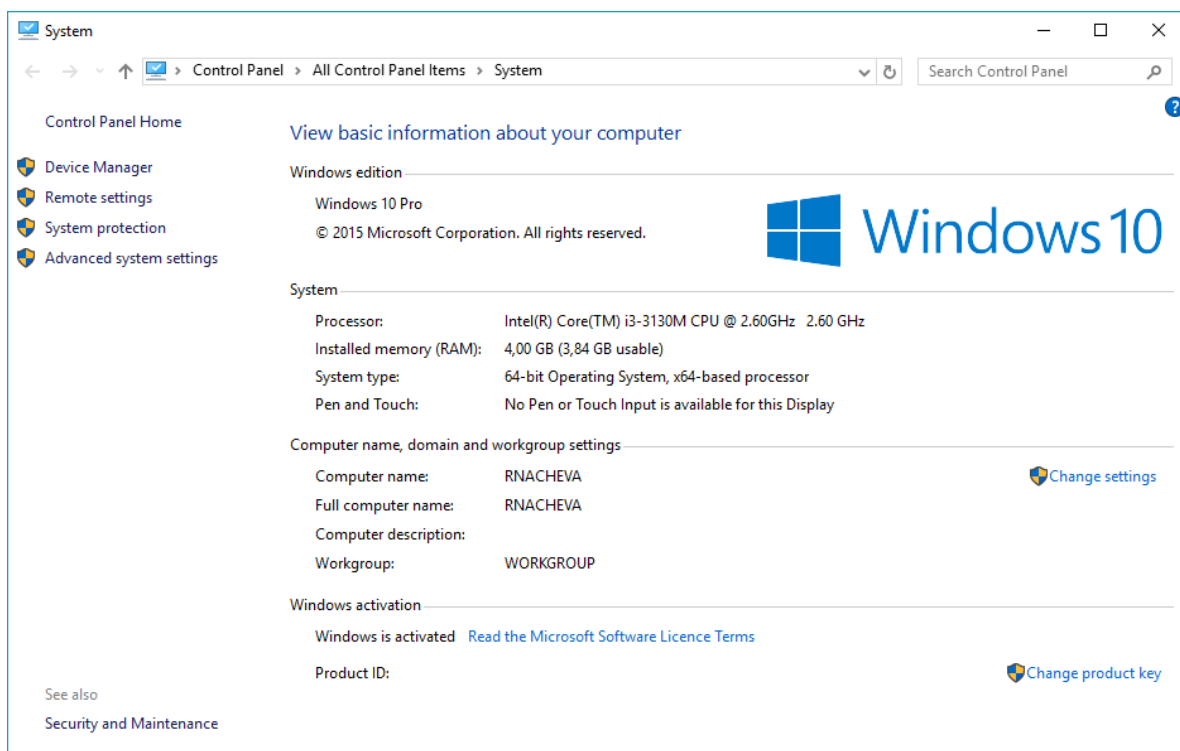 System
Control Panel > All Control Panel Items > System
Search Control Panel
?
Control Panel Home
Device Manager
Remote settings
System protection
Advanced system settings
See also
Security and Maintenance
View basic information about your computer
Windows edition
Windows 10 Pro
© 2015 Microsoft Corporation. All rights reserved.
Windows 10
System
Processor: Intel(R) Core(TM) i3-3130M CPU @ 2.60GHz 2.60 GHz
Installed memory (RAM): 4,00 GB (3,84 GB usable)
System type: 64-bit Operating System, x64-based processor
Pen and Touch: No Pen or Touch Input is available for this Display
Computer name, domain and workgroup settings
Computer name: RNACHEVA Change settings
Full computer name: RNACHEVA
Computer description:
Workgroup: WORKGROUP
Windows activation
Windows is activated Read the Microsoft Software Licence Terms
Product ID: Change product key